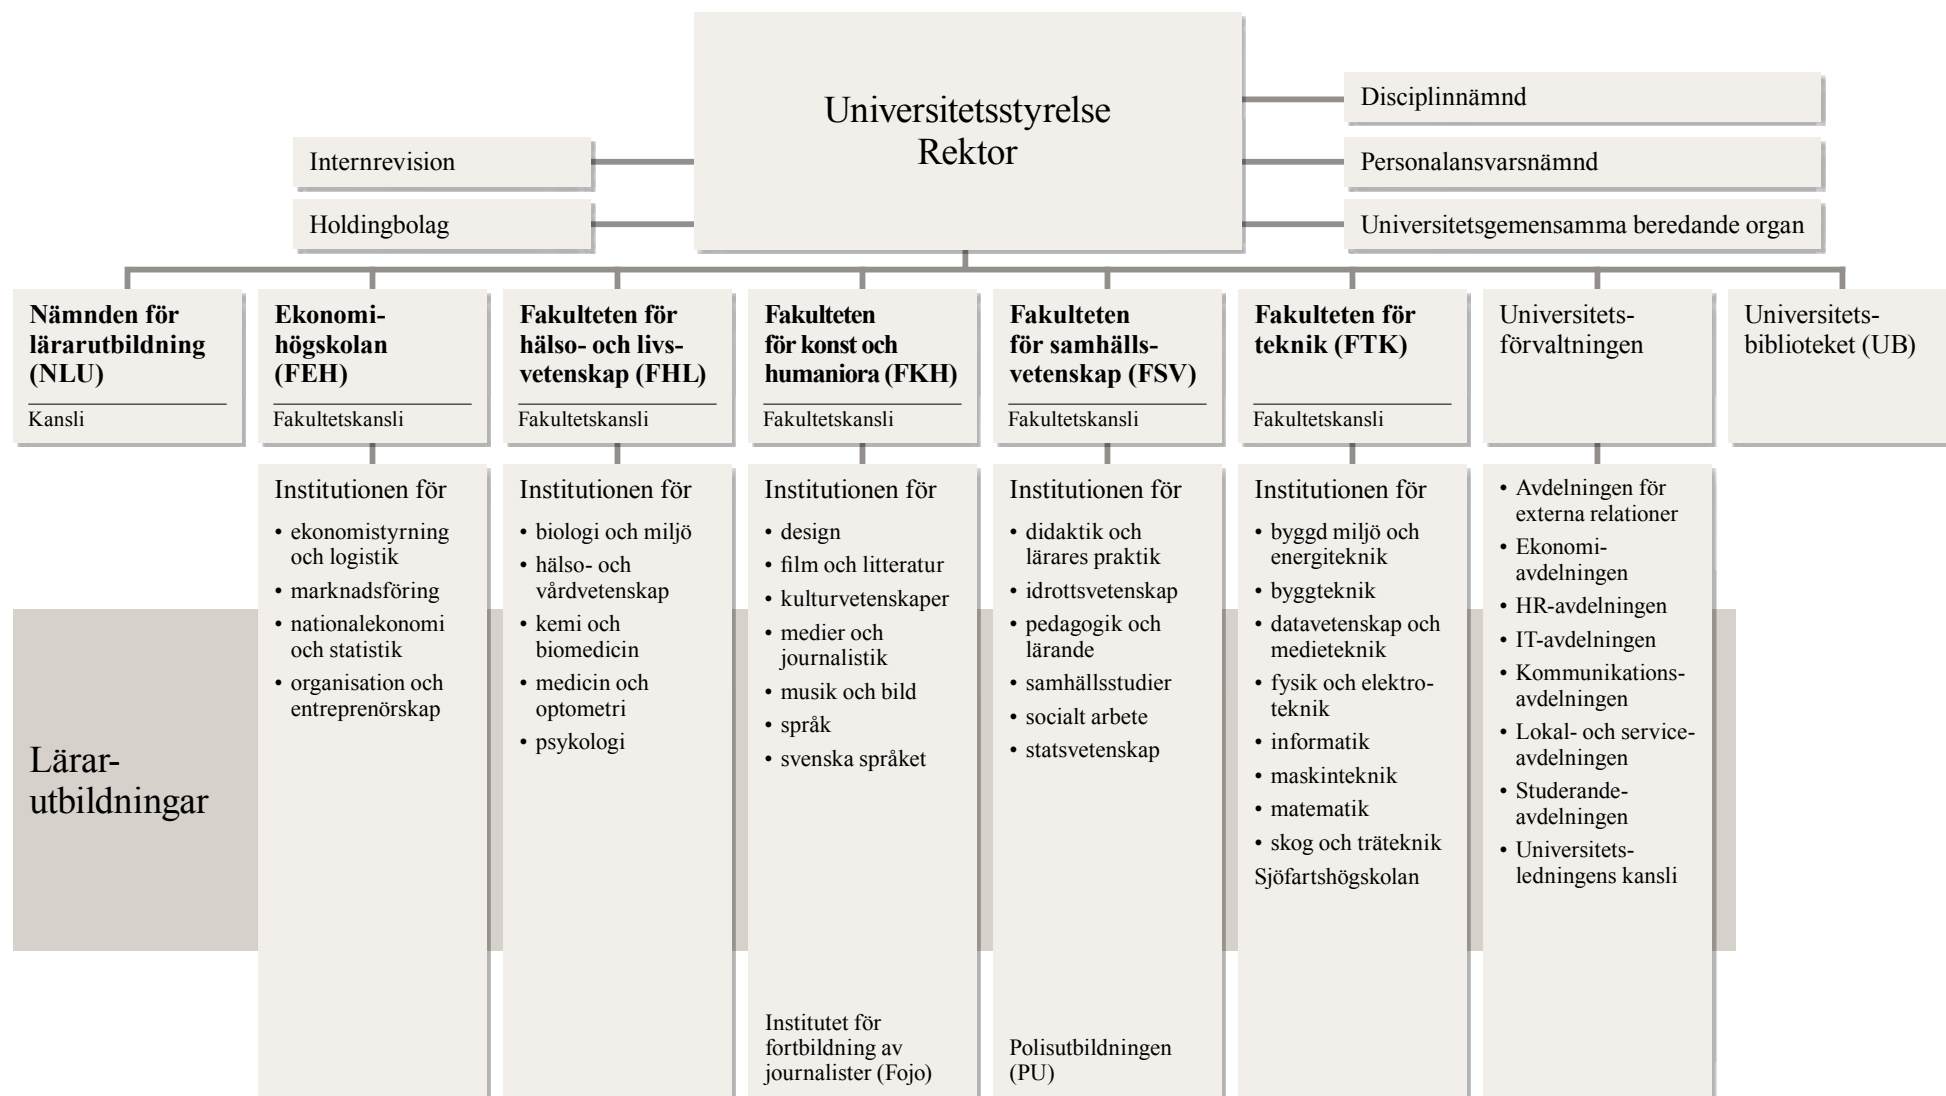 Universitetsstyrelse
Rektor
Internrevision
Holdingbolag
Disciplinnämnd
Personalansvarsnämnd
Universitetsgemensamma beredande organ
Nämnden för
lärarutbildning
(NLU)
Kansli
Ekonomi-
högskolan
(FEH)
Fakultetskansli
Fakulteten för
hälso- och livs-
vetenskap (FHL)
Fakultetskansli
Fakulteten
för konst och
humaniora (FKH)
Fakultetskansli
Fakulteten
för samhälls-
vetenskap (FSV)
Fakultetskansli
Fakulteten för
teknik (FTK)
Fakultetskansli
Universitets-
förvaltningen
Universitets-
biblioteket (UB)
Lärar-
utbildningar
Institutionen för
• ekonomistyrning
och logistik
• marknadsföring
• nationalekonomi
och statistik
• organisation och
entreprenörskap
Institutionen för
• biologi och miljö
• hälso- och
vårdvetenskap
• kemi och
biomedicin
• medicin och
optometri
• psykologi
Institutionen för
• design
• film och litteratur
• kulturvetenskaper
• medier och
journalistik
• musik och bild
• språk
• svenska språket
Institutet för
fortbildning av
journalister (Fojo)
Institutionen för
• didaktik och
lärares praktik
• idrottsvetenskap
• pedagogik och
lärande
• samhällsstudier
• socialt arbete
• statsvetenskap
Polisutbildningen
(PU)
Institutionen för
• byggd miljö och
energiteknik
• byggteknik
• datavetenskap och
medieteknik
• fysik och elektro-
teknik
• informatik
• maskinteknik
• matematik
• skog och träteknik
Sjöfartshögskolan
• Avdelningen för
externa relationer
• Ekonomi-
avdelningen
• HR-avdelningen
• IT-avdelningen
• Kommunikations-
avdelningen
• Lokal- och service-
avdelningen
• Studerande-
avdelningen
• Universitets-
ledningens kansli